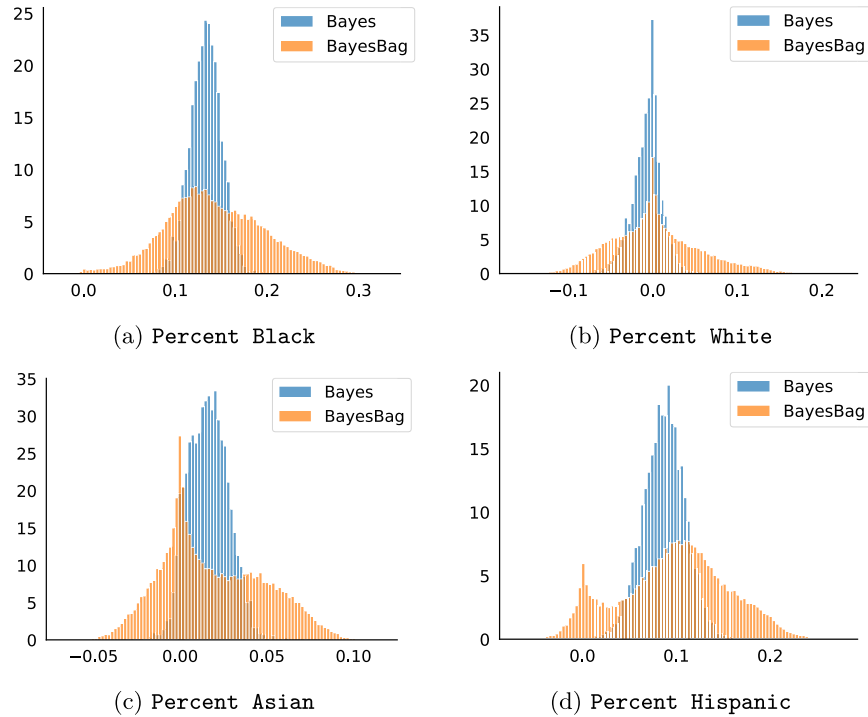 25
20
15
10
5
0
0.0 0.1 0.2 0.3
Bayes
BayesBag
(a) Percent Black
35
30
25
20
15
10
5
0
−0.1 0.0 0.1 0.2
Bayes
BayesBag
(b) Percent White
35
30
25
20
15
10
5
0
−0.05 0.00 0.05 0.10
Bayes
BayesBag
(c) Percent Asian
20
15
10
5
0
0.0 0.1 0.2
Bayes
BayesBag
(d) Percent Hispanic